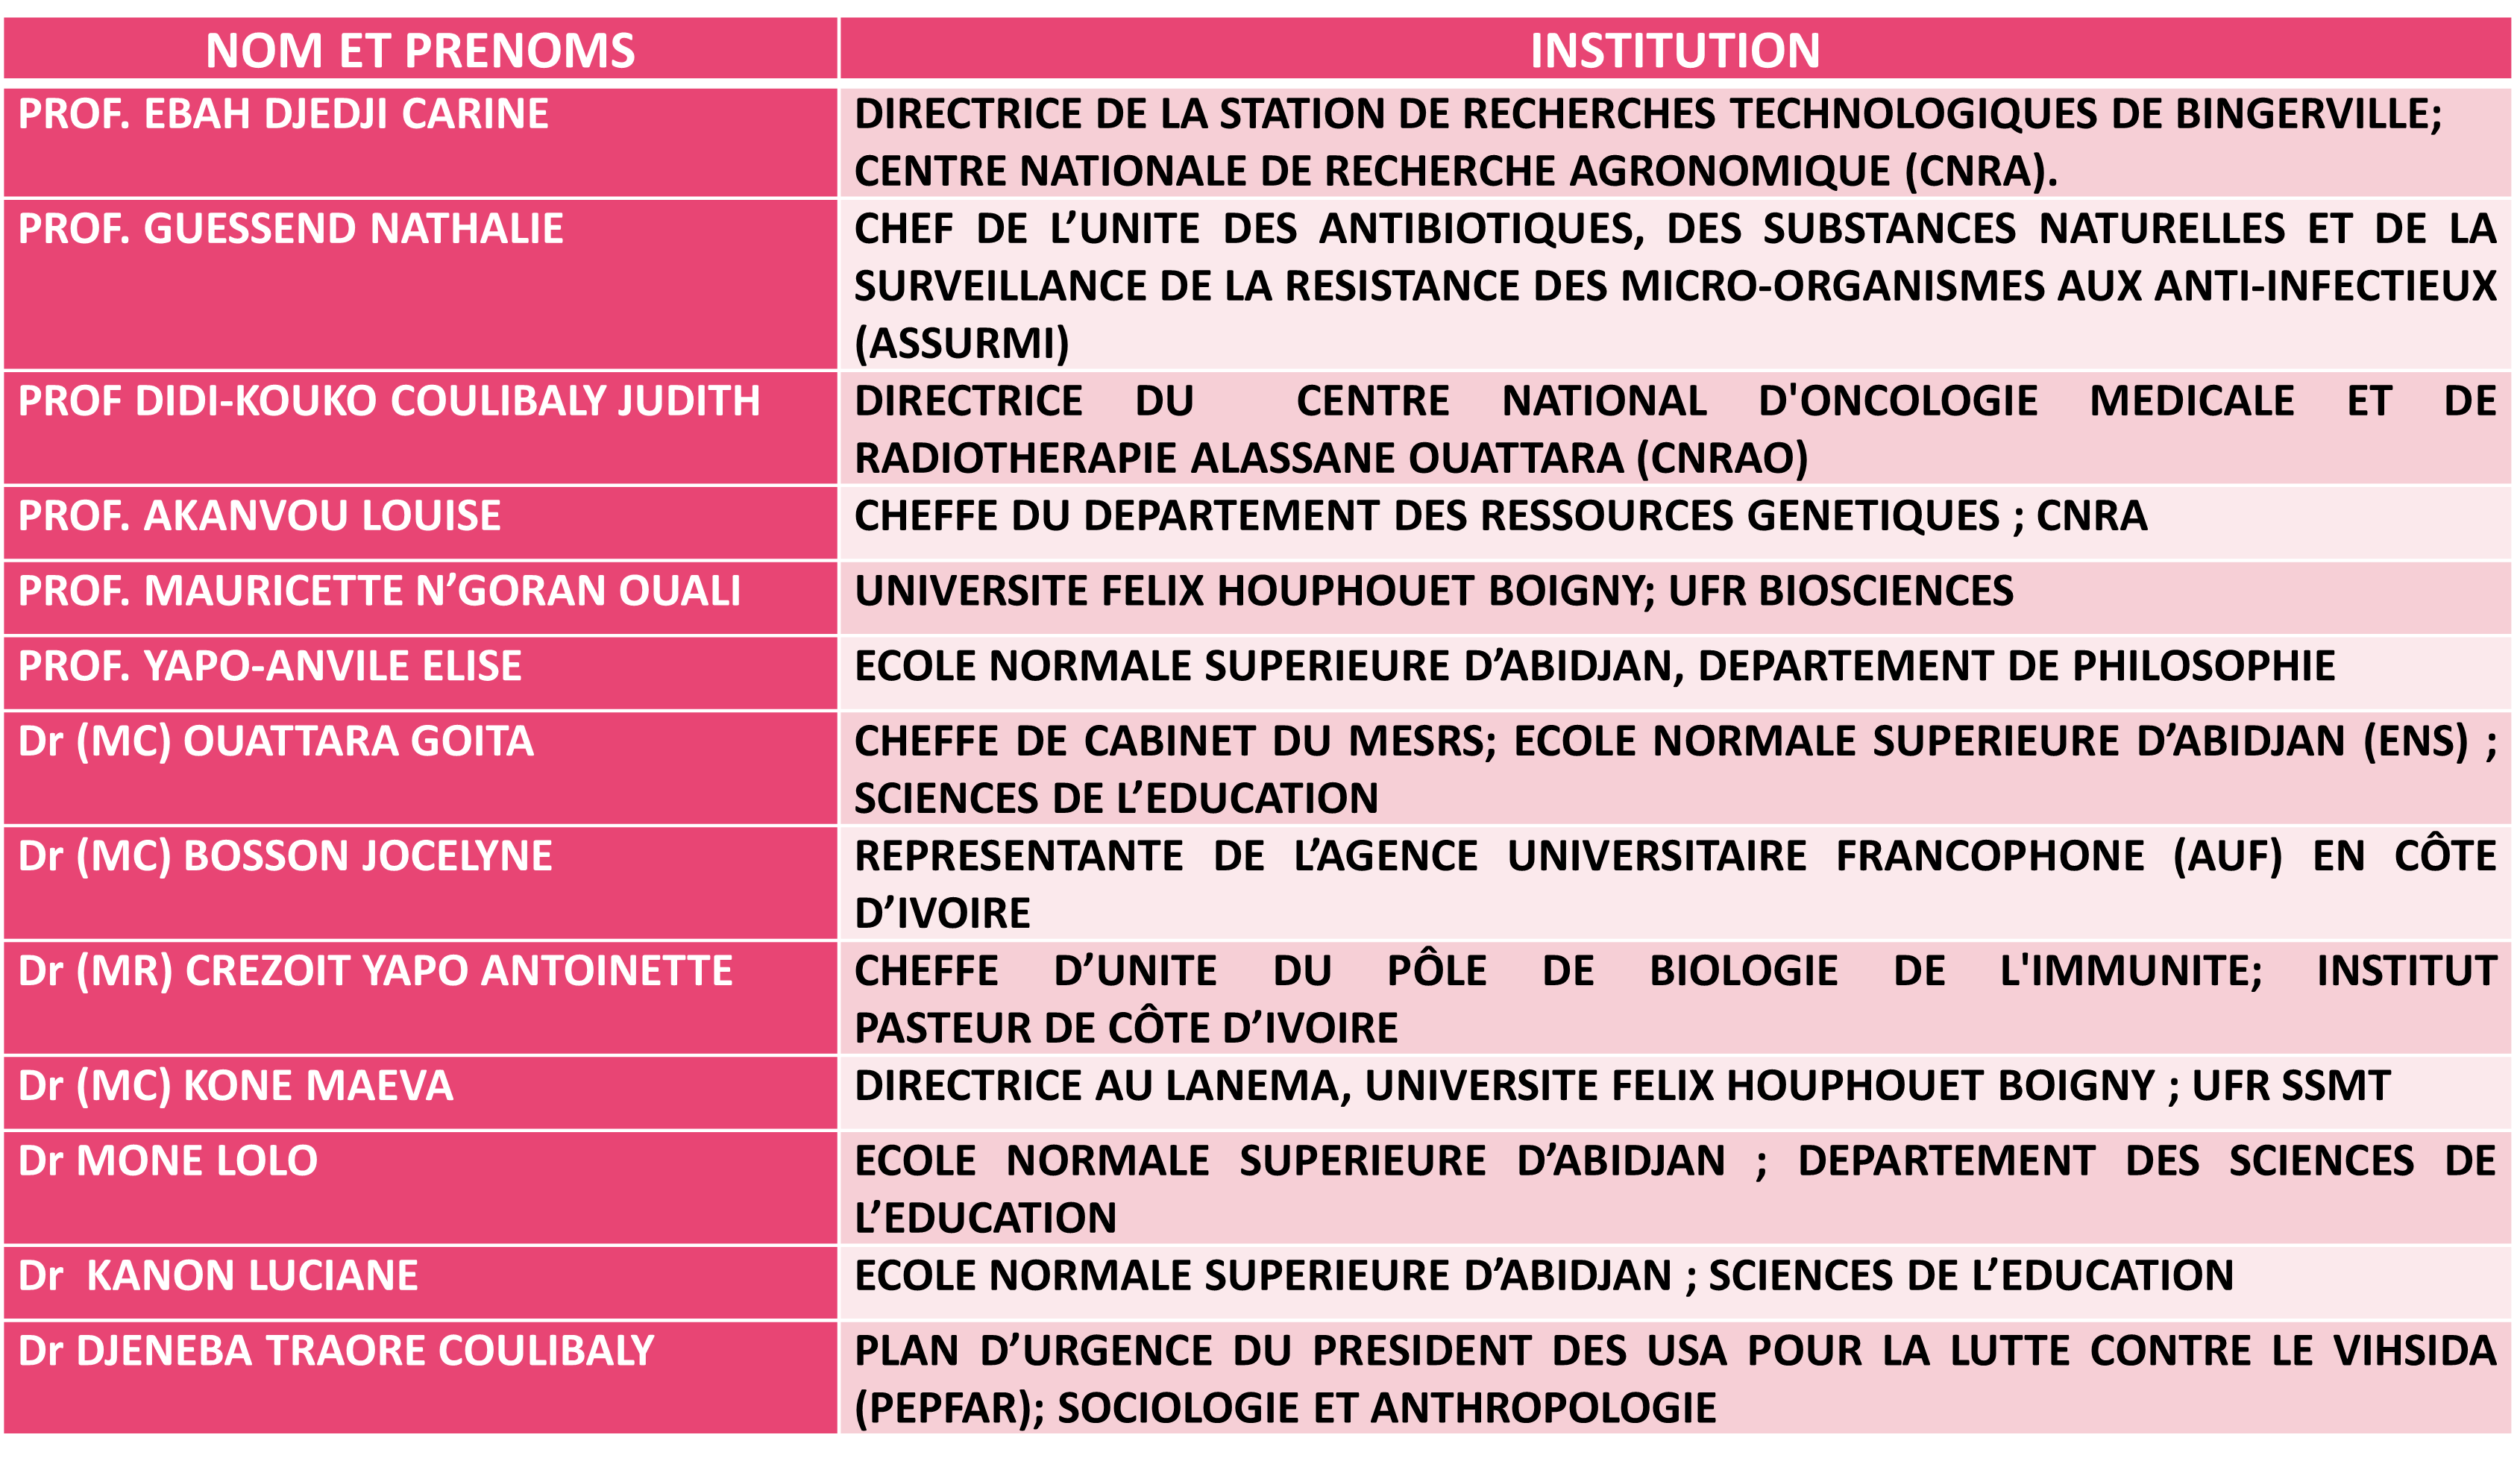 NOM ET PRENOMS
INSTITUTION
PROF. EBAH DJEDJI CARINE
DIRECTRICE DE LA STATION DE RECHERCHES TECHNOLOGIQUES DE BINGERVILLE;
CENTRE NATIONALE DE RECHERCHE AGRONOMIQUE (CNRA).
PROF. GUESSEND NATHALIE
CHEF DE L’UNITE DES ANTIBIOTIQUES, DES SUBSTANCES NATURELLES ET DE LA
SURVEILLANCE DE LA RESISTANCE DES MICRO-ORGANISMES AUX ANTI-INFECTIEUX
(ASSURMI)
PROF DIDI-KOUKO COULIBALY JUDITH
DIRECTRICE DU CENTRE NATIONAL D'ONCOLOGIE MEDICALE ET DE
RADIOTHERAPIE ALASSANE OUATTARA (CNRAO)
PROF. AKANVOU LOUISE
CHEFFE DU DEPARTEMENT DES RESSOURCES GENETIQUES ; CNRA
PROF. MAURICETTE N’GORAN OUALI
UNIVERSITE FELIX HOUPHOUET BOIGNY; UFR BIOSCIENCES
PROF. YAPO-ANVILE ELISE
ECOLE NORMALE SUPERIEURE D’ABIDJAN, DEPARTEMENT DE PHILOSOPHIE
Dr (MC) OUATTARA GOITA
CHEFFE DE CABINET DU MESRS; ECOLE NORMALE SUPERIEURE D’ABIDJAN (ENS) ;
SCIENCES DE L’EDUCATION
Dr (MC) BOSSON JOCELYNE
REPRESENTANTE DE L’AGENCE UNIVERSITAIRE FRANCOPHONE (AUF) EN CÔTE
D’IVOIRE
Dr (MR) CREZOIT YAPO ANTOINETTE
CHEFFE D’UNITE DU PÔLE DE BIOLOGIE DE L'IMMUNITE; INSTITUT
PASTEUR DE CÔTE D’IVOIRE
Dr (MC) KONE MAEVA
DIRECTRICE AU LANEMA, UNIVERSITE FELIX HOUPHOUET BOIGNY ; UFR SSMT
Dr MONE LOLO
ECOLE NORMALE SUPERIEURE D’ABIDJAN ; DEPARTEMENT DES SCIENCES DE
L’EDUCATION
Dr KANON LUCIANE
ECOLE NORMALE SUPERIEURE D’ABIDJAN ; SCIENCES DE L’EDUCATION
Dr DJENEBA TRAORE COULIBALY
PLAN D’URGENCE DU PRESIDENT DES USA POUR LA LUTTE CONTRE LE VIHSIDA
(PEPFAR); SOCIOLOGIE ET ANTHROPOLOGIE